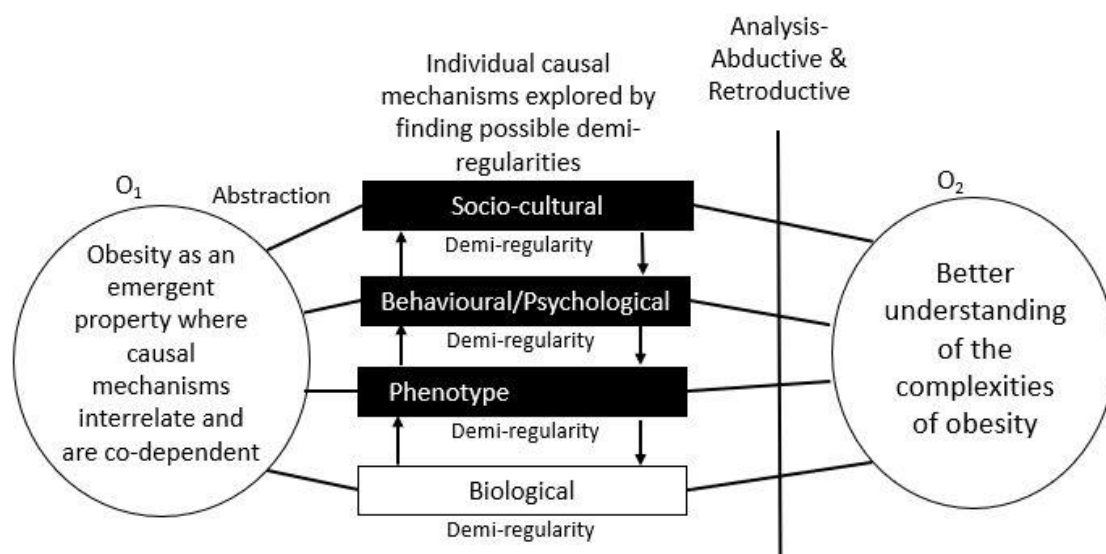 Analysis-
Abductive &
Retroductive
Individual causal
mechanisms explored by
finding possible demi-
regularities
O₁
Abstraction
O₂
Socio-cultural
Demi-regularity
Obesity as an
emergent
property where
causal
mechanisms
interrelate and
are co-dependent
Behavioural/Psychological
Demi-regularity
Phenotype
Demi-regularity
Biological
Demi-regularity
Better
understanding
of the
complexities
of obesity